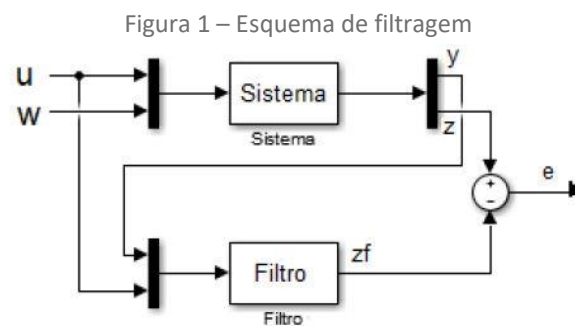 Figura 1 – Esquema de filtragem
u
w
Sistema
Sistema
y
z
+
-
e
zf
Filtro
Filtro